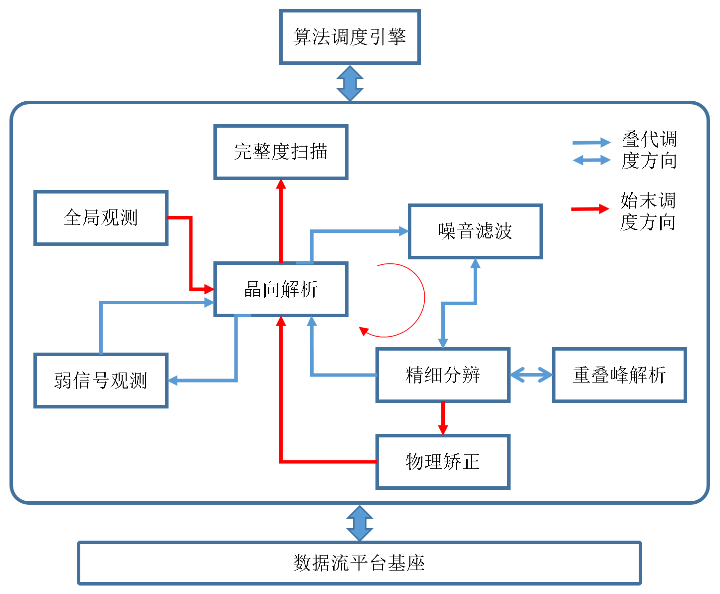 算法调度引擎
完整度扫描
叠代调
度方向
全局观测
始末调
度方向
噪音滤波
晶向解析
弱信号观测
精细分辨
重叠峰解析
物理矫正
数据流平台基座